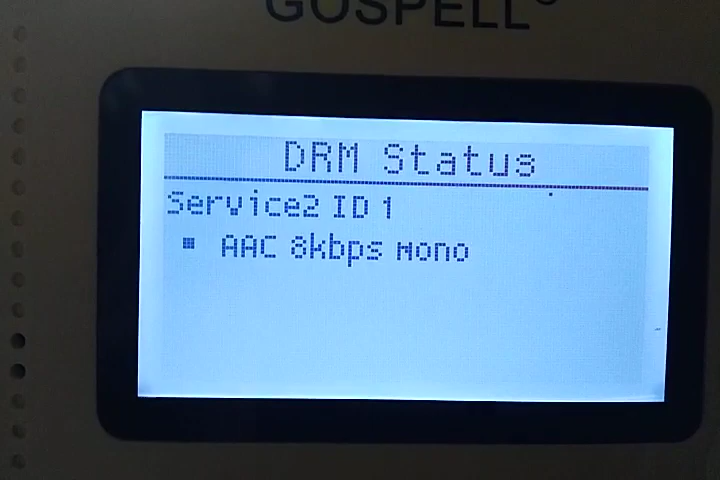 GOSPELL®
DRM Status
Service2 ID 1
▪ AAC 8kbps Mono